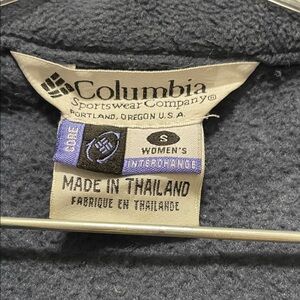 Columbia
Sportswear Company®
PORTLAND, OREGON U.S.A.
CORE
S
WOMEN'S
INTERCHANGE
MADE IN THAILAND
FABRIQUE EN THAILANDE